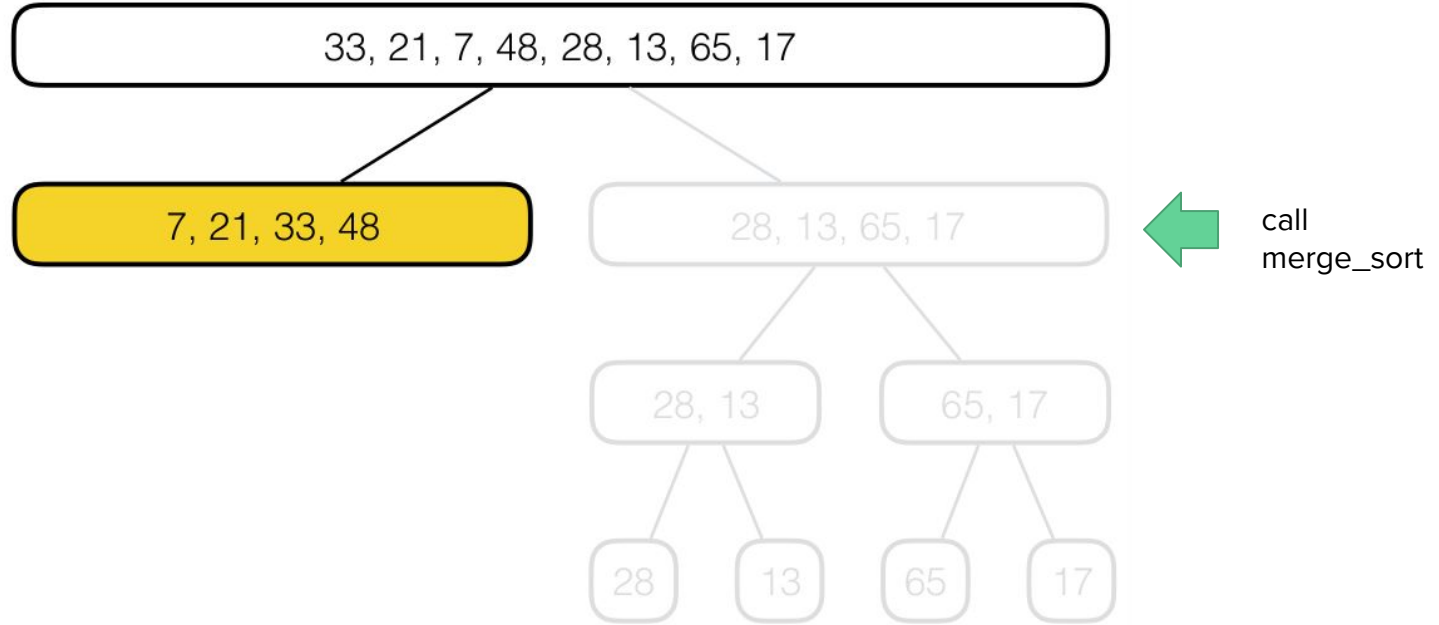 33, 21, 7, 48, 28, 13, 65, 17
7, 21, 33, 48
28, 13, 65, 17
call
merge_sort
28, 13
65, 17
28
13
65
17